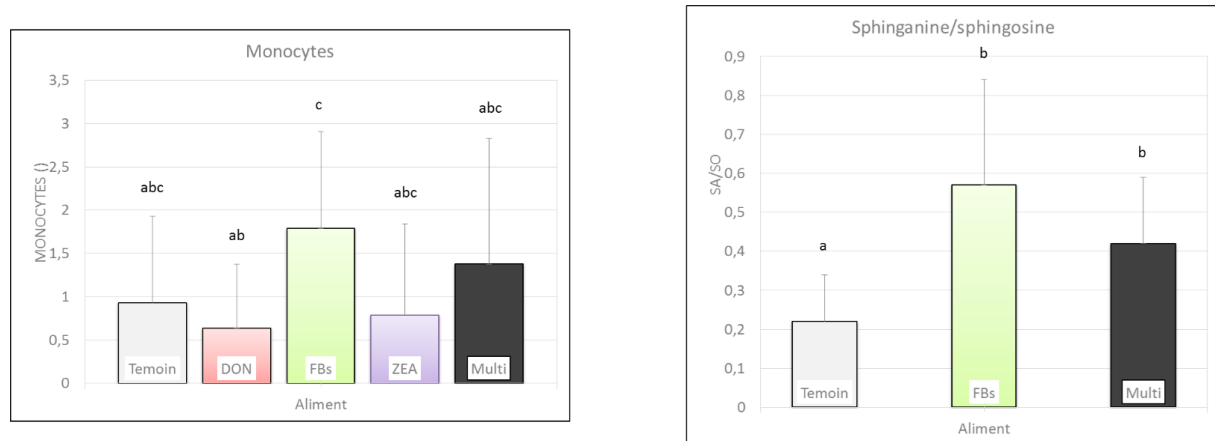 Monocytes
3,5
3
2,5
2
1,5
1
0,5
0
MONOCYTES ()
abc
ab
c
abc
abc
Temoin
DON
FBs
ZEA
Multi
Aliment
Sphinganine/sphingosine
0,9
0,8
0,7
0,6
0,5
0,4
0,3
0,2
0,1
0
SA/SO
a
b
b
Temoin
FBs
Multi
Aliment